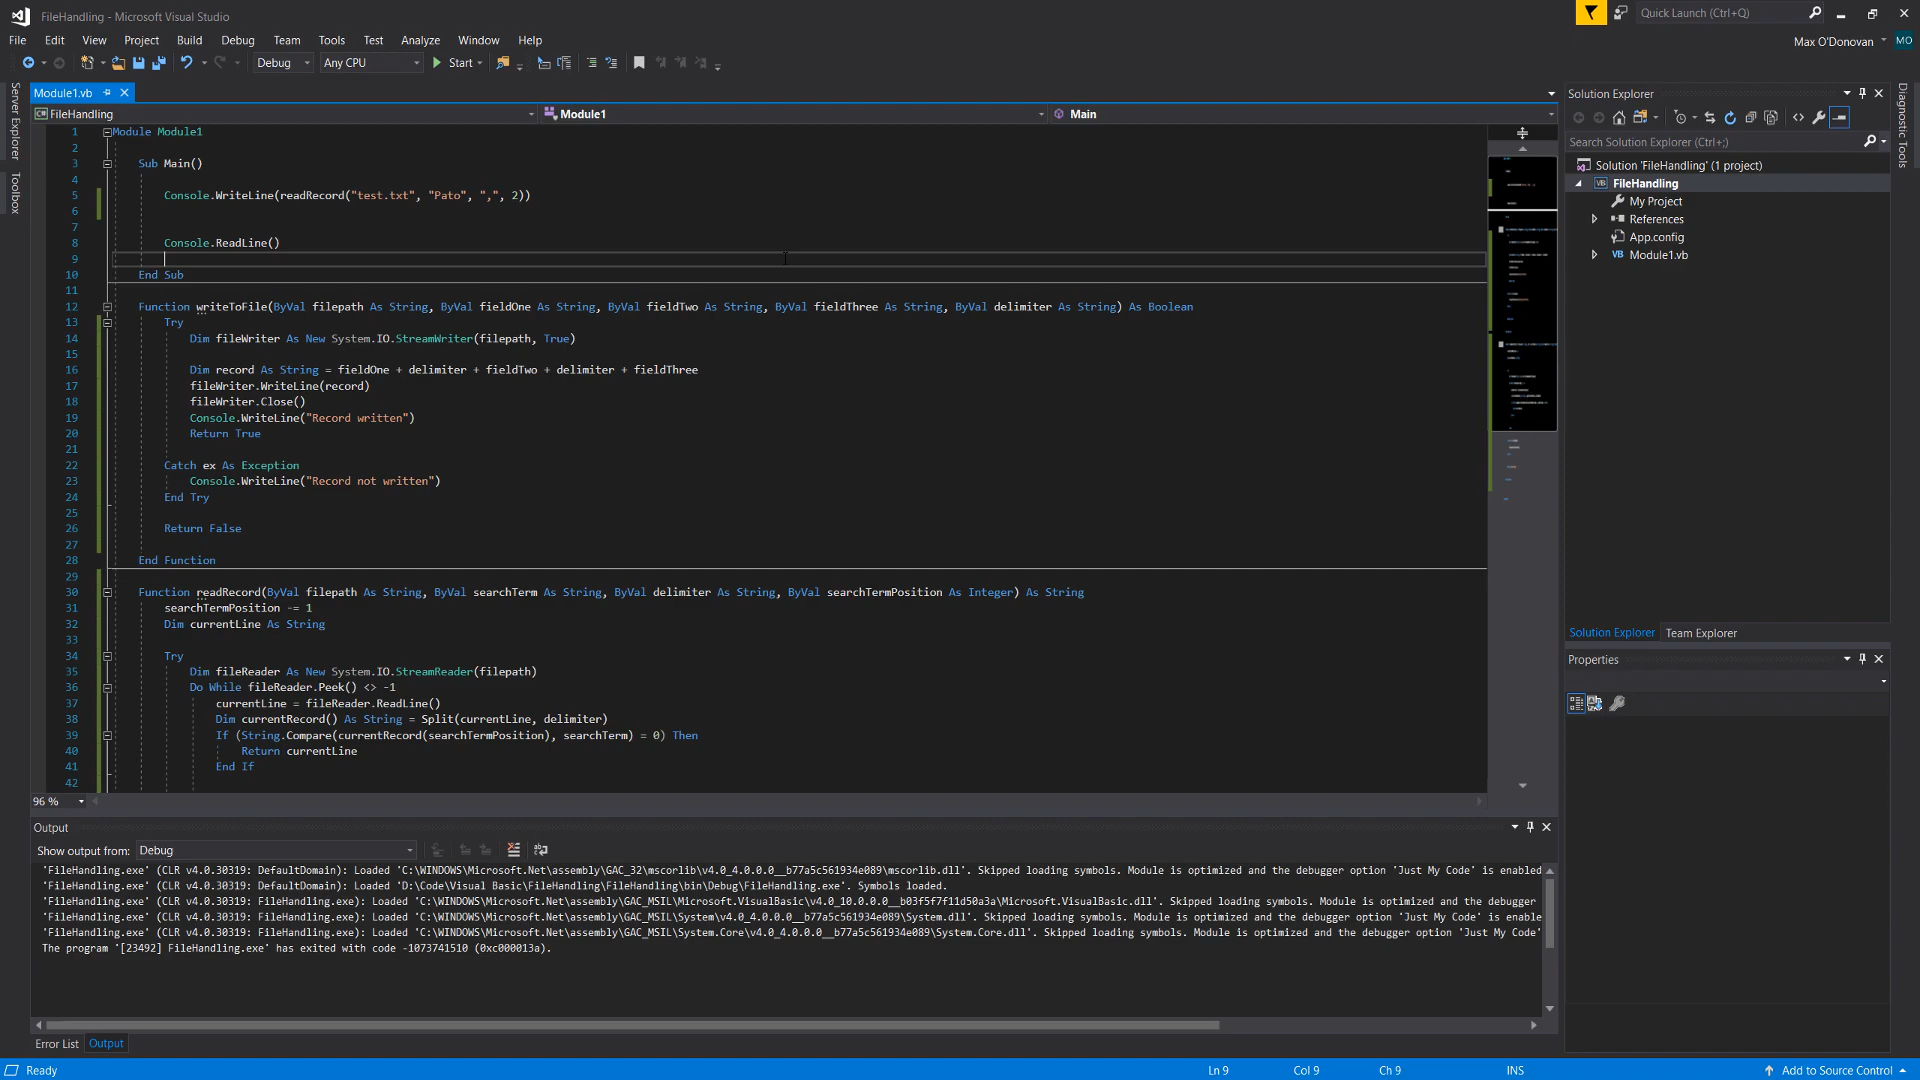 FileHandling - Microsoft Visual Studio
Quick Launch (Ctrl+Q)
File Edit View Project Build Debug Team Tools Test Analyze Window Help
Max O'Donovan MO
Debug Any CPU Start
Server Explorer
Toolbox
Module1.vb
FileHandling Module1 Main
1 Module Module1
2
3 Sub Main()
4
5 Console.WriteLine(readRecord("test.txt", "Pato", ",", 2))
6
7
8 Console.ReadLine()
9
10 End Sub
11
12 Function writeToFile(ByVal filepath As String, ByVal fieldOne As String, ByVal fieldTwo As String, ByVal fieldThree As String, ByVal delimiter As String) As Boolean
13 Try
14 Dim fileWriter As New System.IO.StreamWriter(filepath, True)
15
16 Dim record As String = fieldOne + delimiter + fieldTwo + delimiter + fieldThree
17 fileWriter.WriteLine(record)
18 fileWriter.Close()
19 Console.WriteLine("Record written")
20 Return True
21
22 Catch ex As Exception
23 Console.WriteLine("Record not written")
24 End Try
25
26 Return False
27
28 End Function
29
30 Function readRecord(ByVal filepath As String, ByVal searchTerm As String, ByVal delimiter As String, ByVal searchTermPosition As Integer) As String
31 searchTermPosition -= 1
32 Dim currentLine As String
33
34 Try
35 Dim fileReader As New System.IO.StreamReader(filepath)
36 Do While fileReader.Peek() <> -1
37 currentLine = fileReader.ReadLine()
38 Dim currentRecord() As String = Split(currentLine, delimiter)
39 If (String.Compare(currentRecord(searchTermPosition), searchTerm) = 0) Then
40 Return currentLine
41 End If
42
96 %
Output
Show output from: Debug
'FileHandling.exe' (CLR v4.0.30319: DefaultDomain): Loaded 'C:\WINDOWS\Microsoft.Net\assembly\GAC_32\mscorlib\v4.0_4.0.0.0__b77a5c561934e089\mscorlib.dll'. Skipped loading symbols. Module is optimized and the debugger option 'Just My Code' is enabled
'FileHandling.exe' (CLR v4.0.30319: DefaultDomain): Loaded 'D:\Code\Visual Basic\FileHandling\FileHandling\bin\Debug\FileHandling.exe'. Symbols loaded.
'FileHandling.exe' (CLR v4.0.30319: FileHandling.exe): Loaded 'C:\WINDOWS\Microsoft.Net\assembly\GAC_MSIL\Microsoft.VisualBasic\v4.0_10.0.0.0__b03f5f7f11d50a3a\Microsoft.VisualBasic.dll'. Skipped loading symbols. Module is optimized and the debugger
'FileHandling.exe' (CLR v4.0.30319: FileHandling.exe): Loaded 'C:\WINDOWS\Microsoft.Net\assembly\GAC_MSIL\System\v4.0_4.0.0.0__b77a5c561934e089\System.dll'. Skipped loading symbols. Module is optimized and the debugger option 'Just My Code' is enable
'FileHandling.exe' (CLR v4.0.30319: FileHandling.exe): Loaded 'C:\WINDOWS\Microsoft.Net\assembly\GAC_MSIL\System.Core\v4.0_4.0.0.0__b77a5c561934e089\System.Core.dll'. Skipped loading symbols. Module is optimized and the debugger option 'Just My Code'
The program '[23492] FileHandling.exe' has exited with code -1073741510 (0xc000013a).
Error List Output
Solution Explorer
Search Solution Explorer (Ctrl+;)
Solution 'FileHandling' (1 project)
FileHandling
My Project
References
App.config
Module1.vb
Solution Explorer Team Explorer
Properties
Diagnostic Tools
Ready Ln 9 Col 9 Ch 9 INS Add to Source Control